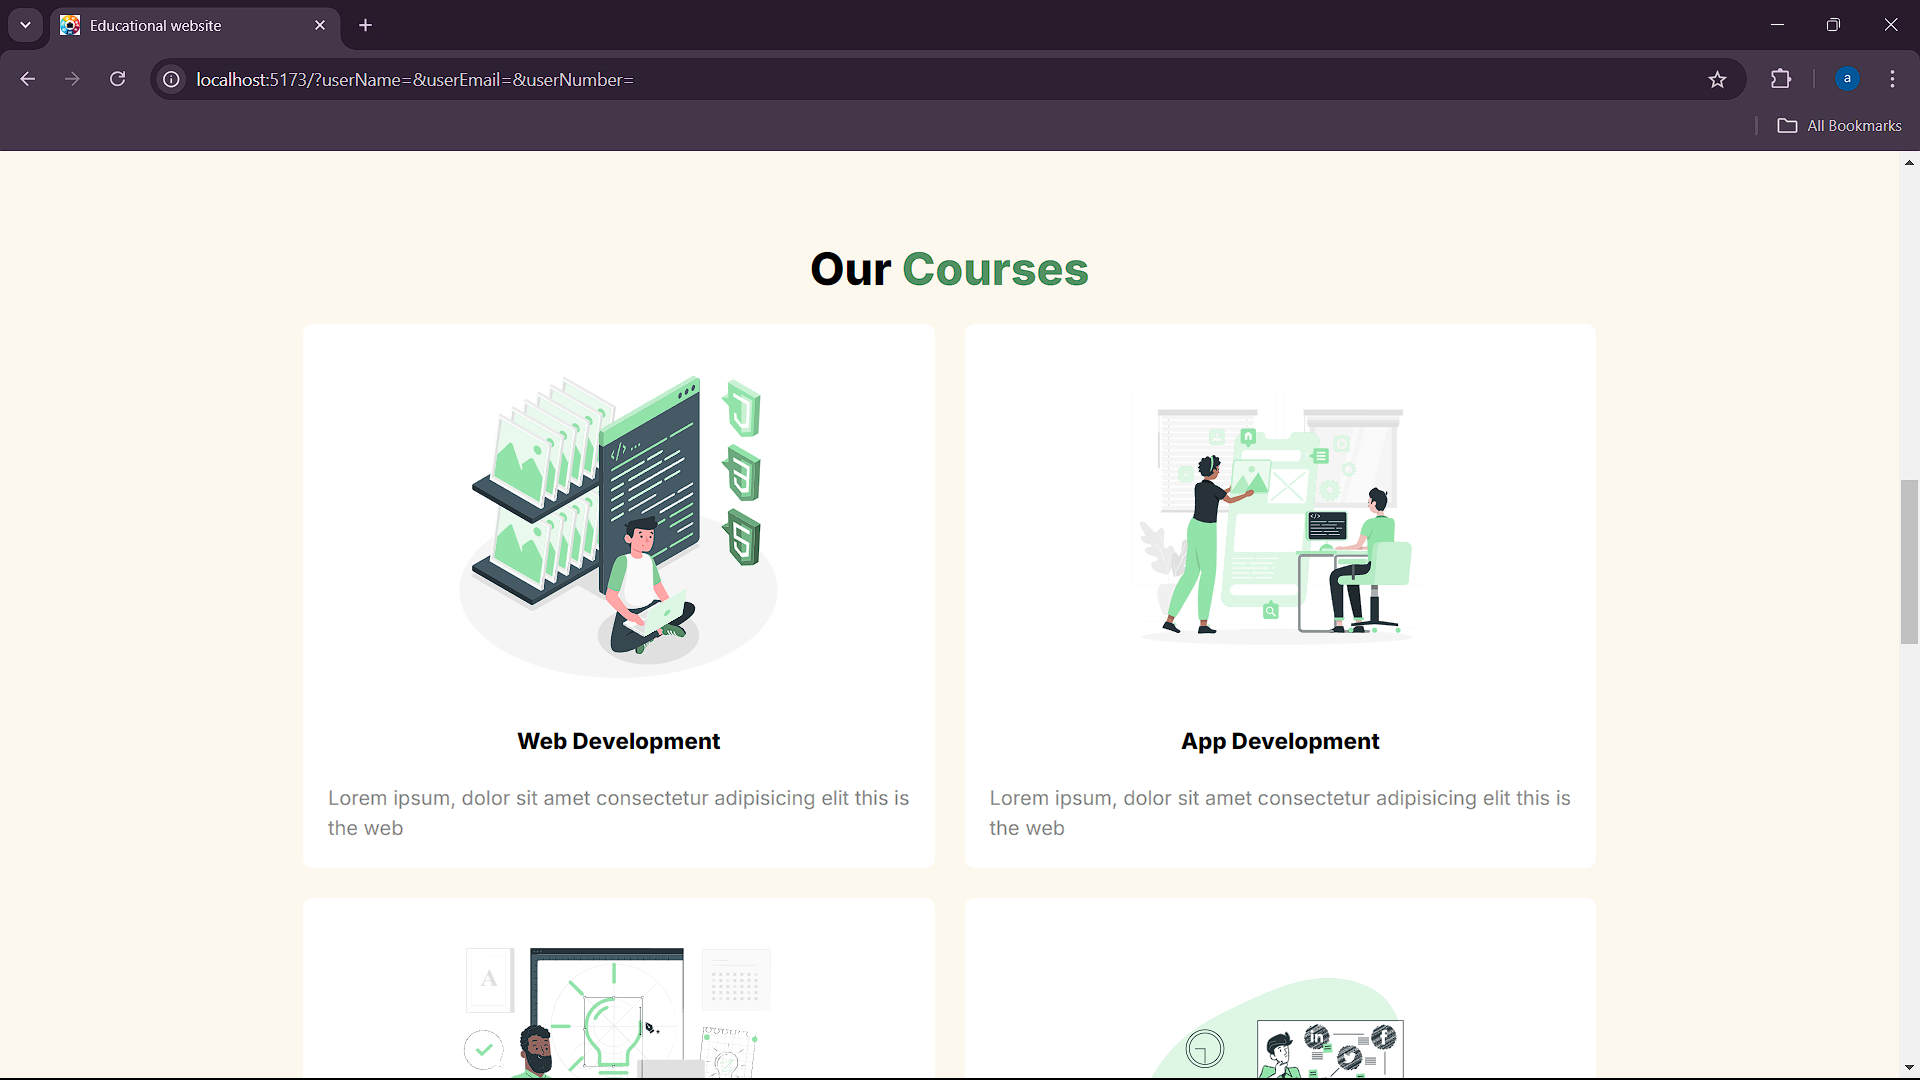 Educational website
localhost:5173/?userName=&userEmail=&userNumber=
a
All Bookmarks
Our Courses
Web Development
App Development
Lorem ipsum, dolor sit amet consectetur adipisicing elit this is
the web
Lorem ipsum, dolor sit amet consectetur adipisicing elit this is
the web
A
in
f